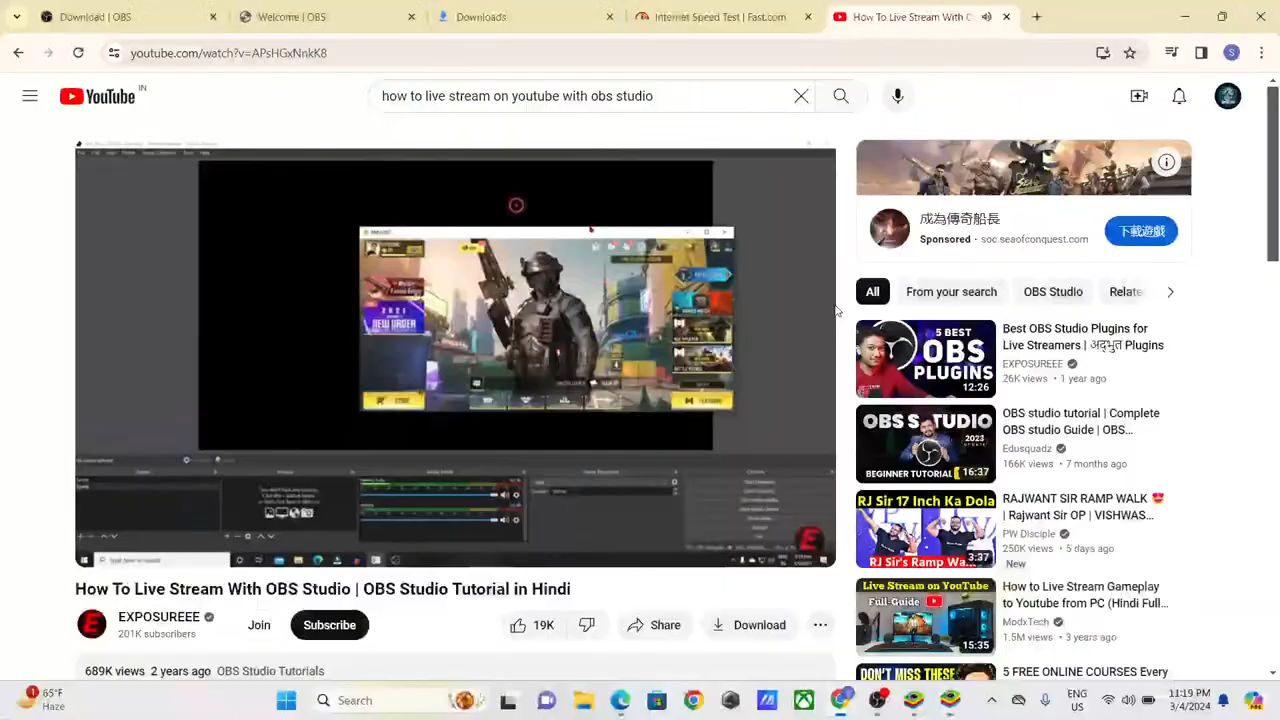 Download | OBS
Welcome | OBS
Downloads
Internet Speed Test | Fast.com
How To Live Stream With O
youtube.com/watch?v=APsHGxNnkK8
S
YouTube IN
how to live stream on youtube with obs studio
成為傳奇船長
Sponsored · soc.seaofconquest.com
下載遊戲
All
From your search
OBS Studio
Relate
2021
NEW ORDER
5 BEST
OBS
PLUGINS
12:26
Best OBS Studio Plugins for
Live Streamers | अद्भुत Plugins
EXPOSUREEE
26K views • 1 year ago
OBS STUDIO
2023
UPDATE
BEGINNER TUTORIAL
16:37
OBS studio tutorial | Complete
OBS studio Guide | OBS...
Edusquadz
166K views • 7 months ago
RJ Sir 17 Inch Ka Dola
RJ Sir's Ramp Wa
3:37
RAJWANT SIR RAMP WALK 😍
| Rajwant Sir OP | VISHWAS...
PW Disciple
250K views • 5 days ago
New
Live Stream on YouTube
Full-Guide
15:35
How to Live Stream Gameplay
to Youtube from PC (Hindi Full...
ModxTech
1.5M views • 3 years ago
DON'T MISS THESE
5 FREE ONLINE COURSES Every
How To Live Stream With OBS Studio | OBS Studio Tutorial in Hindi
EXPOSUREEE
201K subscribers
Join
Subscribe
19K
Share
Download
689K views 2 years ago OBS Studio Tutorials
1
65°F
Haze
Search
ENG
US
11:19 PM
3/4/2024